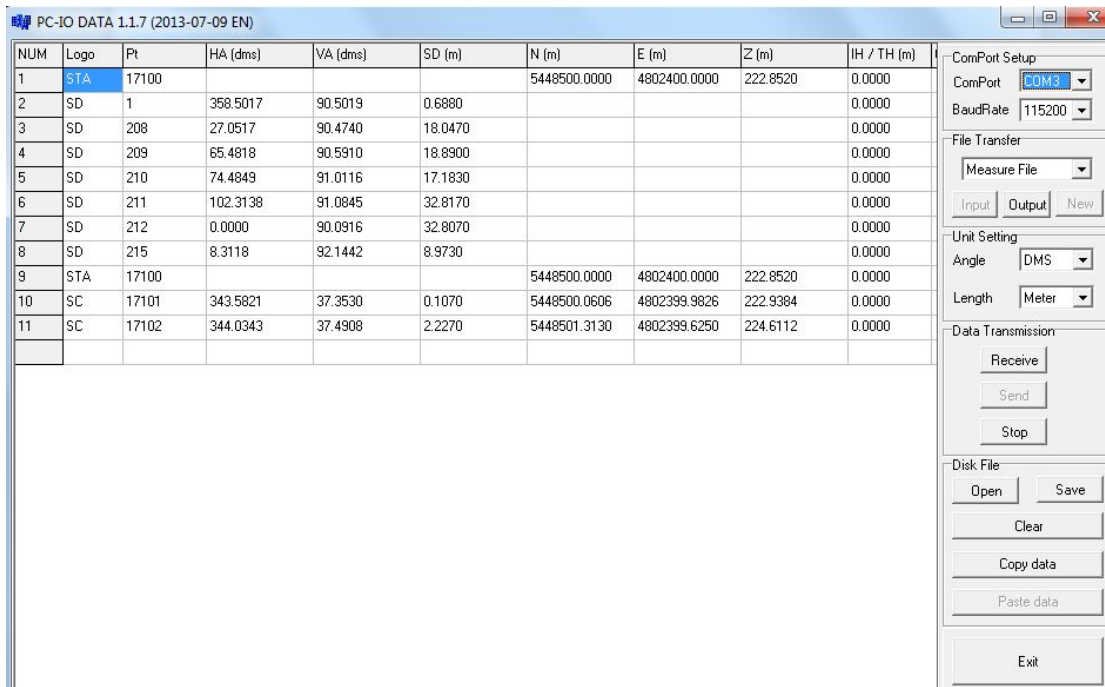 PC-IO DATA 1.1.7 (2013-07-09 EN)
NUM Logo Pt HA (dms) VA (dms) SD (m) N (m) E (m) Z (m) IH / TH (m)
1 STA 17100 5448500.0000 4802400.0000 222.8520 0.0000
2 SD 1 358.5017 90.5019 0.6880 0.0000
3 SD 208 27.0517 90.4740 18.0470 0.0000
4 SD 209 65.4818 90.5910 18.8900 0.0000
5 SD 210 74.4849 91.0116 17.1830 0.0000
6 SD 211 102.3138 91.0845 32.8170 0.0000
7 SD 212 0.0000 90.0916 32.8070 0.0000
8 SD 215 8.3118 92.1442 8.9730 0.0000
9 STA 17100 5448500.0000 4802400.0000 222.8520 0.0000
10 SC 17101 343.5821 37.3530 0.1070 5448500.0606 4802399.9826 222.9384 0.0000
11 SC 17102 344.0343 37.4908 2.2270 5448501.3130 4802399.6250 224.6112 0.0000
ComPort Setup
ComPort COM3
BaudRate 115200
File Transfer
Measure File
Input Output New
Unit Setting
Angle DMS
Length Meter
Data Transmission
Receive
Send
Stop
Disk File
Open Save
Clear
Copy data
Paste data
Exit